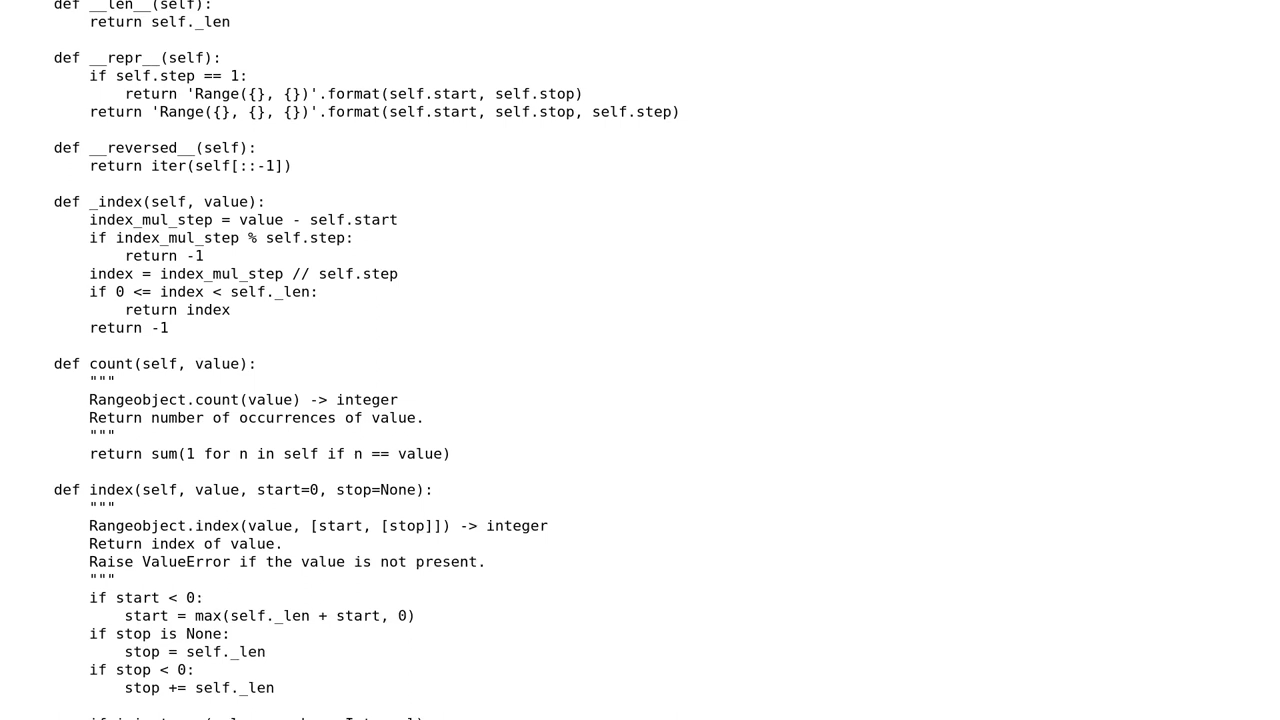 def __len__(self):
        return self._len

    def __repr__(self):
        if self.step == 1:
            return 'Range({}, {})'.format(self.start, self.stop)
        return 'Range({}, {}, {})'.format(self.start, self.stop, self.step)

    def __reversed__(self):
        return iter(self[::-1])

    def _index(self, value):
        index_mul_step = value - self.start
        if index_mul_step % self.step:
            return -1
        index = index_mul_step // self.step
        if 0 <= index < self._len:
            return index
        return -1

    def count(self, value):
        """
        Rangeobject.count(value) -> integer
        Return number of occurrences of value.
        """
        return sum(1 for n in self if n == value)

    def index(self, value, start=0, stop=None):
        """
        Rangeobject.index(value, [start, [stop]]) -> integer
        Return index of value.
        Raise ValueError if the value is not present.
        """
        if start < 0:
            start = max(self._len + start, 0)
        if stop is None:
            stop = self._len
        if stop < 0:
            stop += self._len